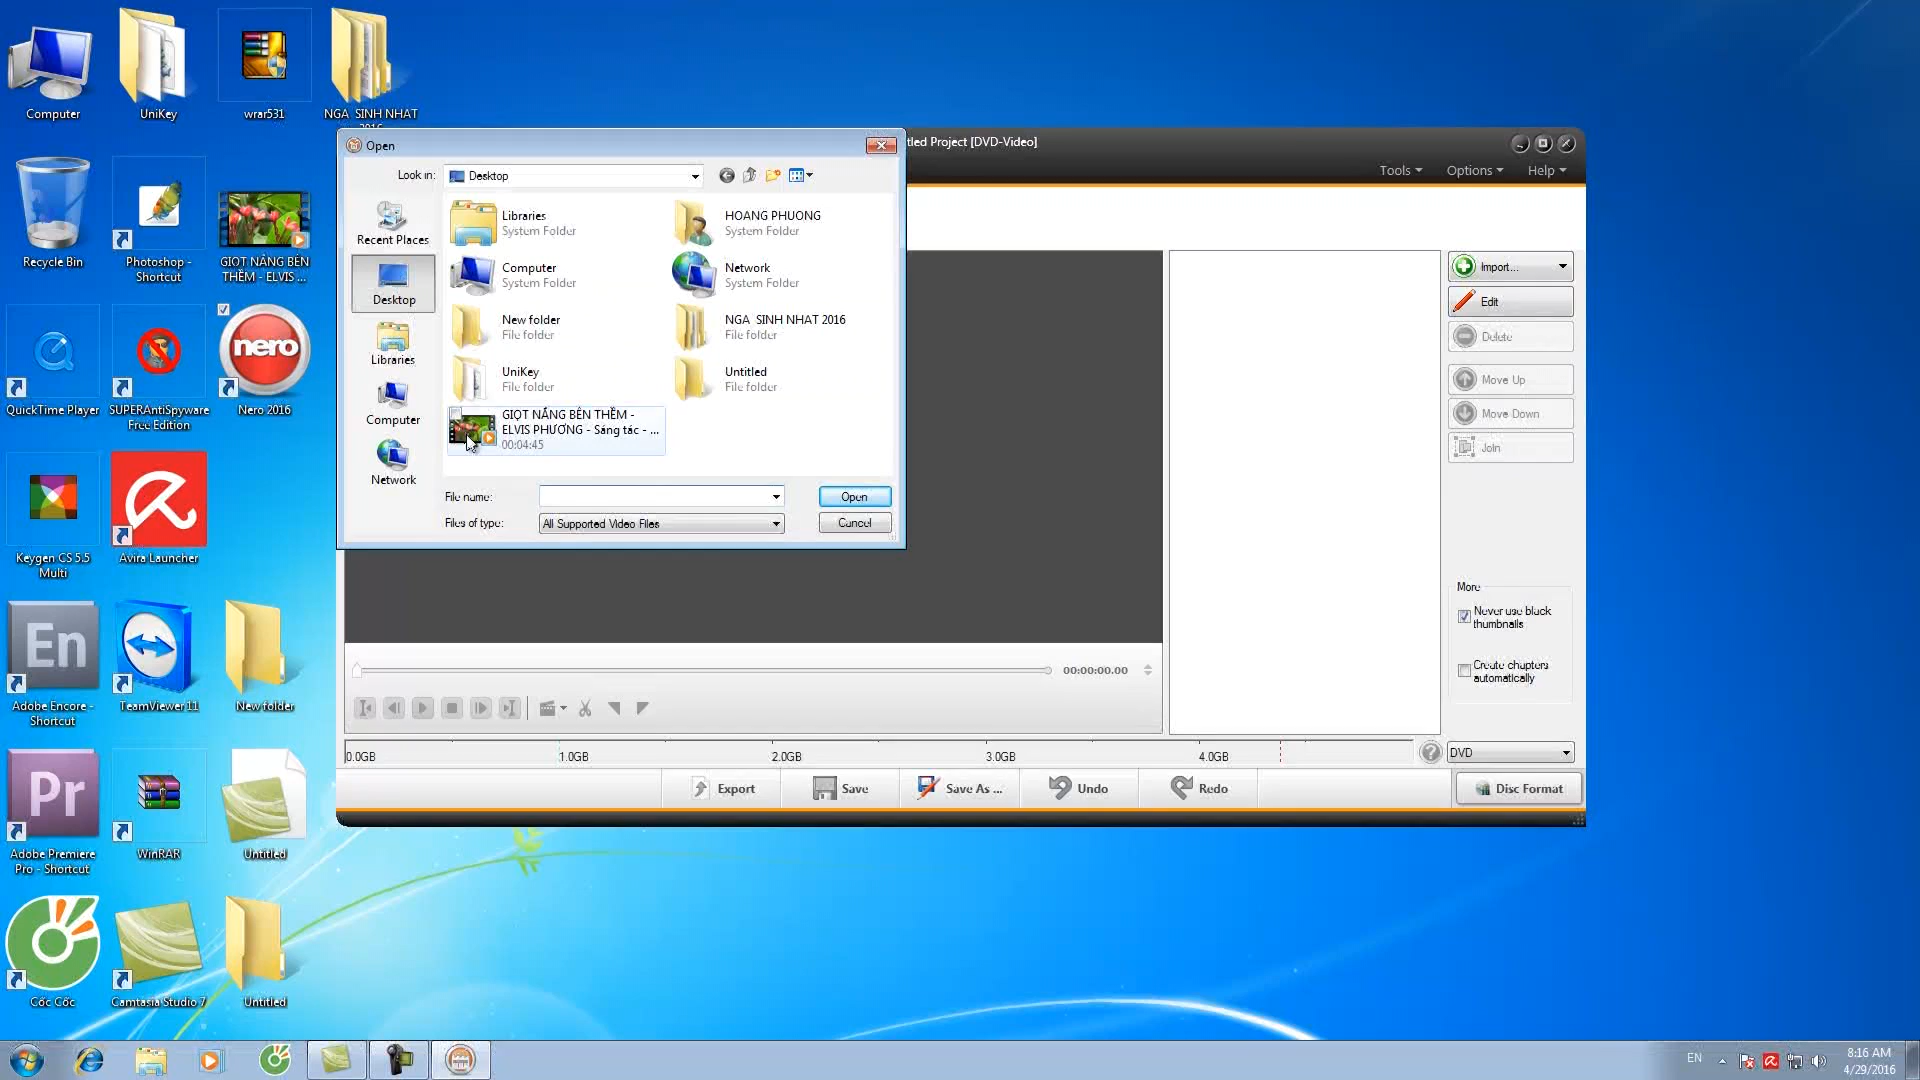 Computer
UniKey
wrar531
NGA SINH NHAT
Recycle Bin
Photoshop -
Shortcut
GIỌT NẮNG BÊN
THỀM - ELVIS ...
QuickTime Player
SUPERAntiSpyware
Free Edition
nero
Nero 2016
Keygen CS 5.5
Multi
Avira Launcher
En
Adobe Encore -
Shortcut
TeamViewer 11
New folder
Pr
Adobe Premiere
Pro - Shortcut
WinRAR
Untitled
Cốc Cốc
Camtasia Studio 7
Untitled
Open
Look in:
Desktop
Recent Places
Desktop
Libraries
Computer
Network
Libraries
System Folder
HOANG PHUONG
System Folder
Computer
System Folder
Network
System Folder
New folder
File folder
NGA SINH NHAT 2016
File folder
UniKey
File folder
Untitled
File folder
GIỌT NẮNG BÊN THỀM -
ELVIS PHƯƠNG - Sáng tác - ...
00:04:45
File name:
Open
Files of type:
All Supported Video Files
Cancel
tled Project [DVD-Video]
Tools
Options
Help
Import...
Edit
Delete
Move Up
Move Down
Join
More
Never use black
thumbnails
Create chapters
automatically
00:00:00.00
0.0GB
1.0GB
2.0GB
3.0GB
4.0GB
DVD
Export
Save
Save As ...
Undo
Redo
Disc Format
EN
8:16 AM
4/29/2016